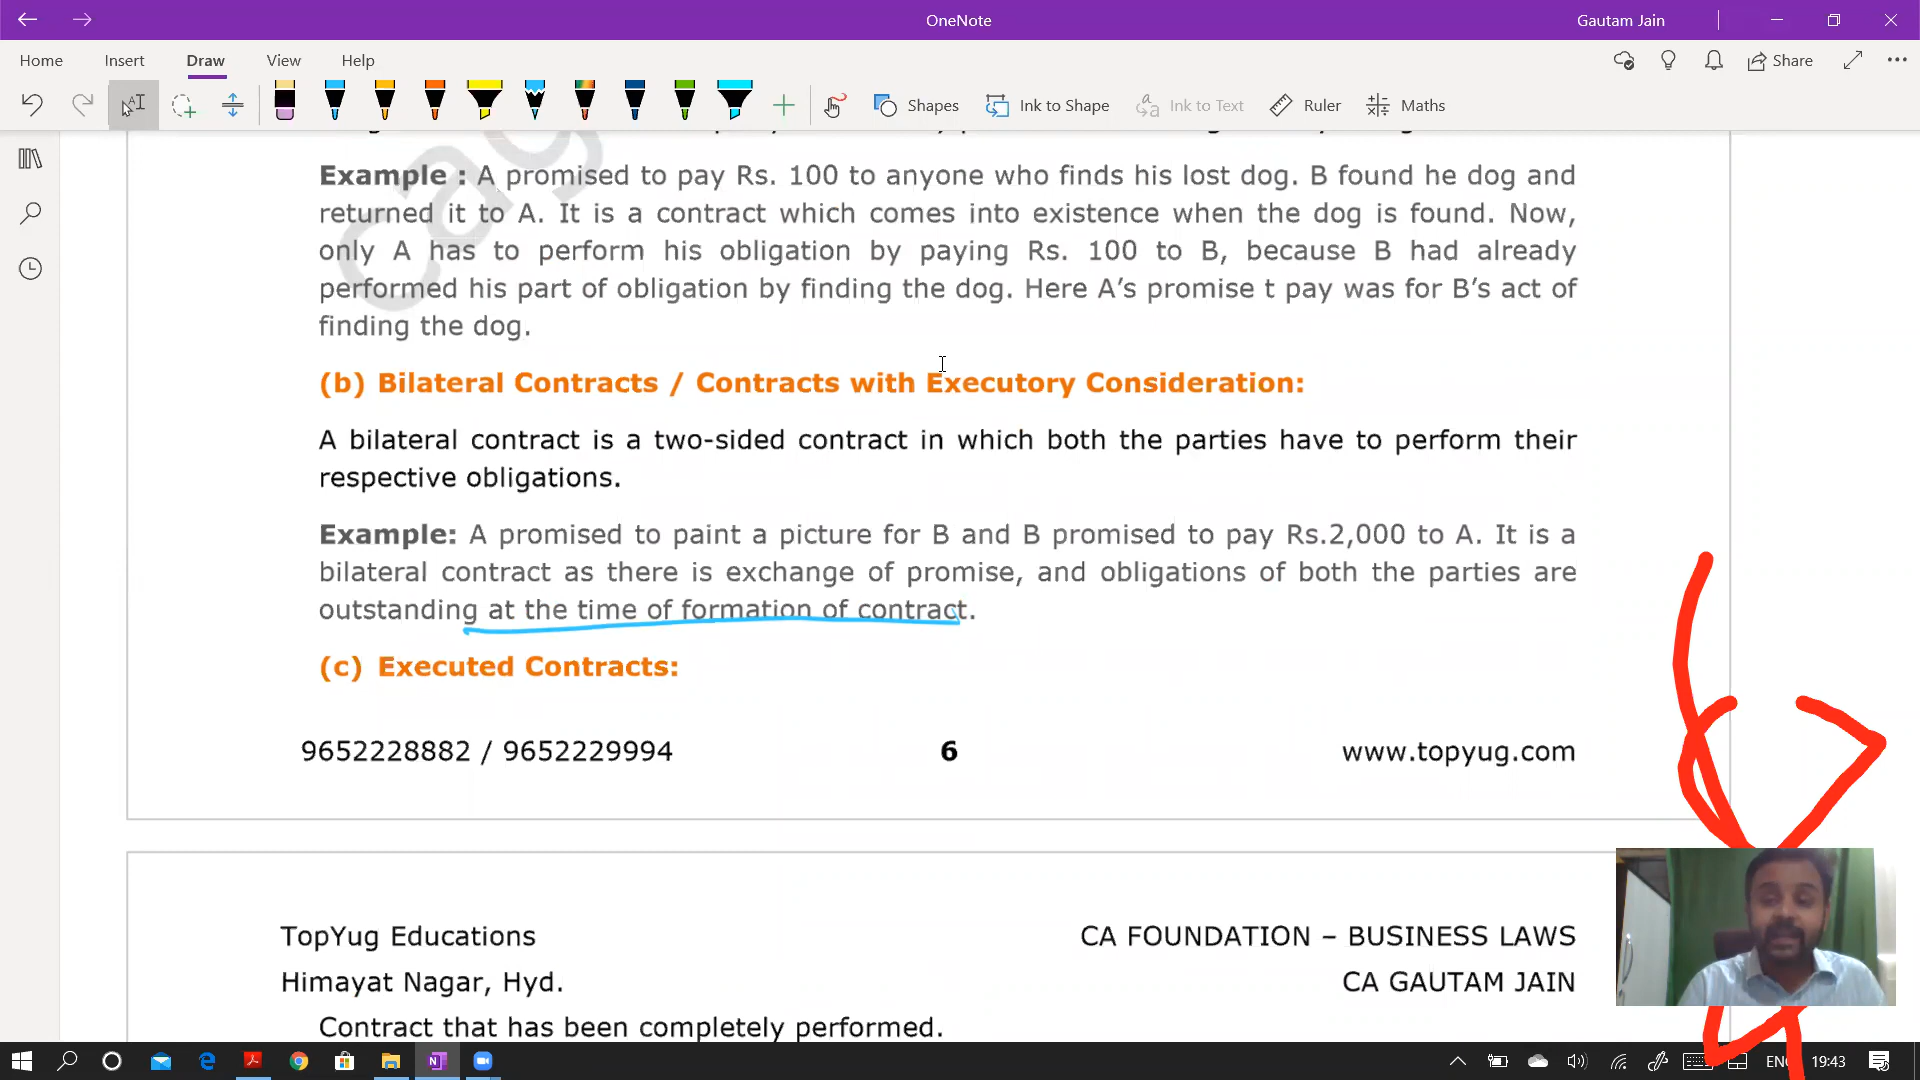 OneNote
Gautam Jain
Home Insert Draw View Help
Share
Shapes Ink to Shape Ink to Text Ruler Maths
Example : A promised to pay Rs. 100 to anyone who finds his lost dog. B found he dog and
returned it to A. It is a contract which comes into existence when the dog is found. Now,
only A has to perform his obligation by paying Rs. 100 to B, because B had already
performed his part of obligation by finding the dog. Here A’s promise t pay was for B’s act of
finding the dog.
(b) Bilateral Contracts / Contracts with Executory Consideration:
A bilateral contract is a two-sided contract in which both the parties have to perform their
respective obligations.
Example: A promised to paint a picture for B and B promised to pay Rs.2,000 to A. It is a
bilateral contract as there is exchange of promise, and obligations of both the parties are
outstanding at the time of formation of contract.
(c) Executed Contracts:
9652228882 / 9652229994 6 www.topyug.com
TopYug Educations CA FOUNDATION – BUSINESS LAWS
Himayat Nagar, Hyd. CA GAUTAM JAIN
Contract that has been completely performed.
19:43